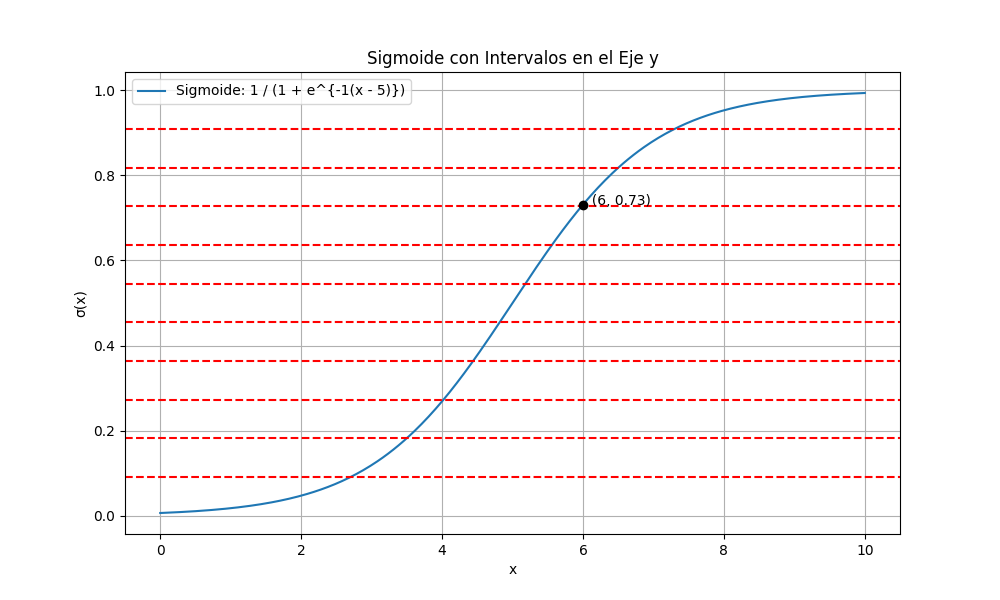 Sigmoide con Intervalos en el Eje y
Sigmoide: 1 / (1 + e^{-1(x - 5)})
1.0
0.8
(6, 0.73)
0.6
σ(x)
0.4
0.2
0.0
0 2 4 6 8 10
x